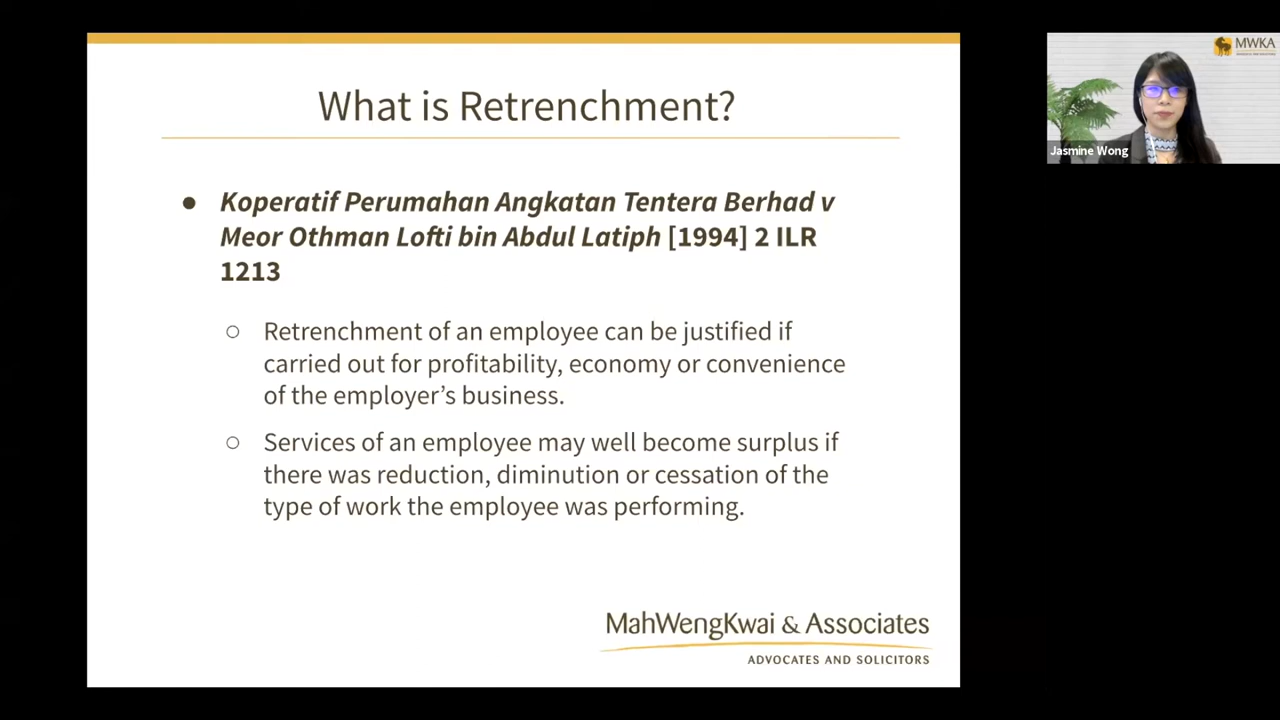 What is Retrenchment?
● Koperatif Perumahan Angkatan Tentera Berhad v
Meor Othman Lofti bin Abdul Latiph [1994] 2 ILR
1213
○ Retrenchment of an employee can be justified if
carried out for profitability, economy or convenience
of the employer’s business.
○ Services of an employee may well become surplus if
there was reduction, diminution or cessation of the
type of work the employee was performing.
MahWengKwai & Associates
ADVOCATES AND SOLICITORS
MWKA
Jasmine Wong